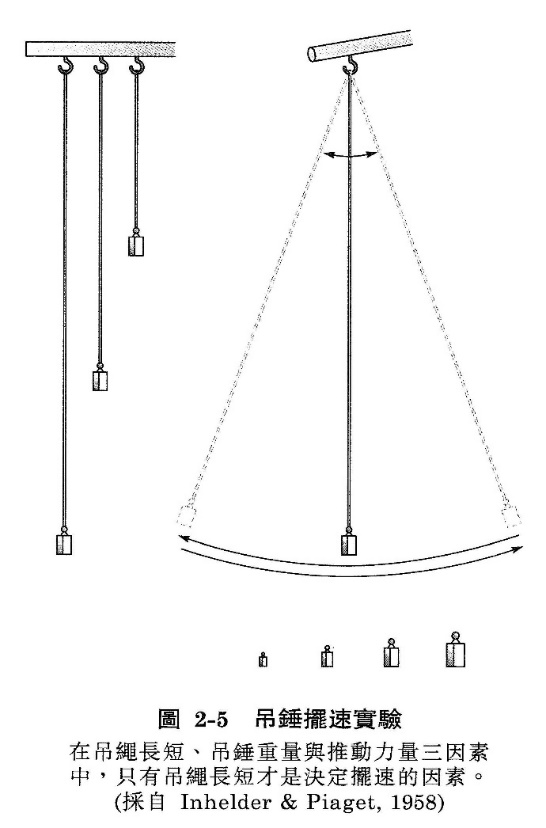 圖 2-5 吊錘擺速實驗
在吊繩長短、吊錘重量與推動力量三因素
中，只有吊繩長短才是決定擺速的因素。
(採自 Inhelder & Piaget, 1958)